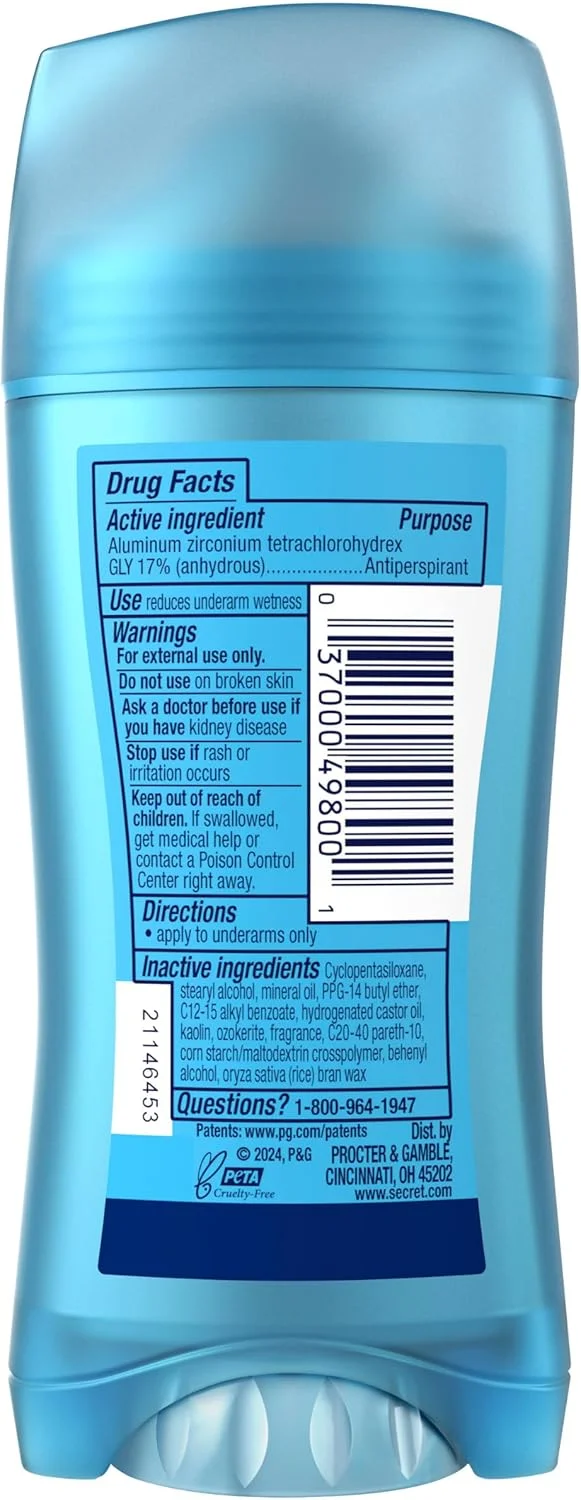 Drug Facts
Active ingredient Purpose
Aluminum zirconium tetrachlorohydrex
GLY 17% (anhydrous)....................Antiperspirant
Use reduces underarm wetness
Warnings
For external use only.
Do not use on broken skin
Ask a doctor before use if
you have kidney disease
Stop use if rash or
irritation occurs
Keep out of reach of
children. If swallowed,
get medical help or
contact a Poison Control
Center right away.
0 37000 49800 1
Directions
• apply to underarms only
Inactive ingredients Cyclopentasiloxane,
stearyl alcohol, mineral oil, PPG-14 butyl ether,
C12-15 alkyl benzoate, hydrogenated castor oil,
kaolin, ozokerite, fragrance, C20-40 pareth-10,
corn starch/maltodextrin crosspolymer, behenyl
alcohol, oryza sativa (rice) bran wax
21146453
Questions? 1-800-964-1947
Patents: www.pg.com/patents
© 2024, P&G
PETA
Cruelty-Free
Dist. by
PROCTER & GAMBLE,
CINCINNATI, OH 45202
www.secret.com